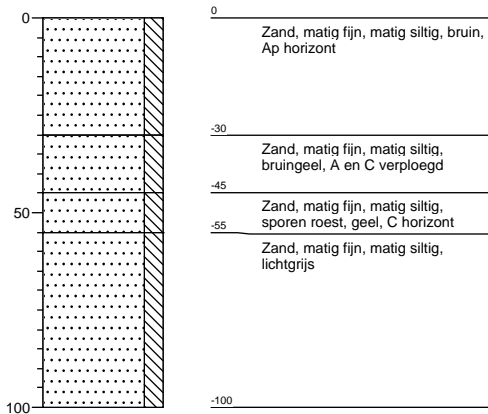 0
0
Zand, matig fijn, matig siltig, bruin,
Ap horizont
-30
Zand, matig fijn, matig siltig,
bruingeel, A en C verploegd
-45
Zand, matig fijn, matig siltig,
sporen roest, geel, C horizont
50
-55
Zand, matig fijn, matig siltig,
lichtgrijs
100
-100